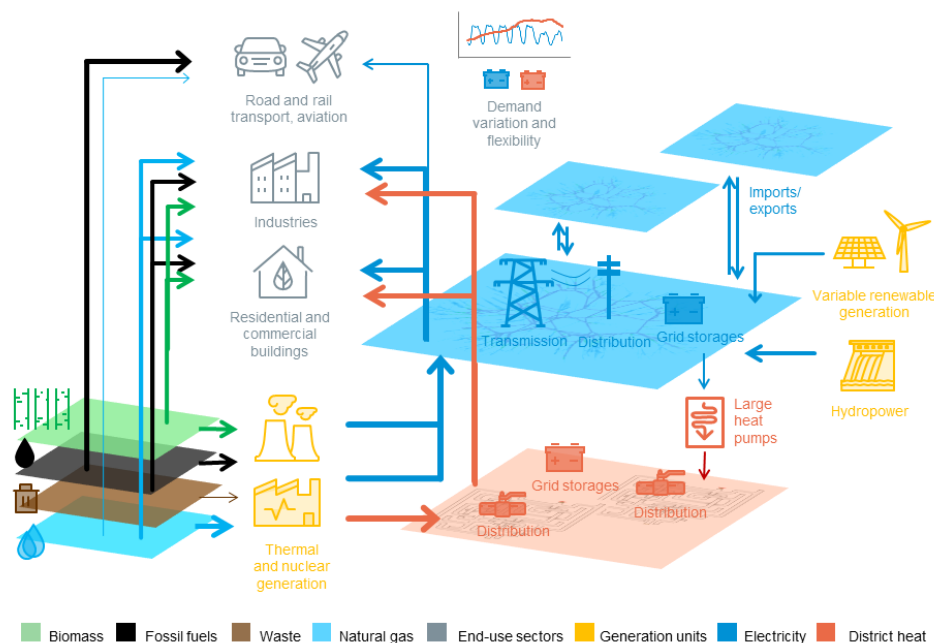 Road and rail
transport, aviation
Demand
variation and
flexibility
Imports/
exports
Industries
Variable renewable
generation
Residential and
commercial
buildings
Transmission
Distribution
Grid storages
Hydropower
Large
heat
pumps
Grid storages
Distribution
Distribution
Thermal
and nuclear
generation
Biomass
Fossil fuels
Waste
Natural gas
End-use sectors
Generation units
Electricity
District heat